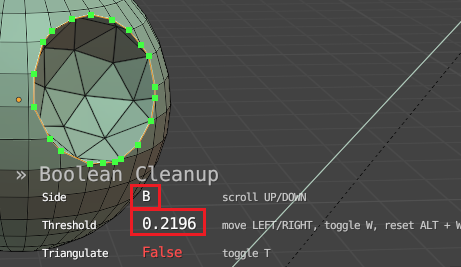 » Boolean Cleanup
Side B scroll UP/DOWN
Threshold 0.2196 move LEFT/RIGHT, toggle W, reset ALT + W
Triangulate False toggle T